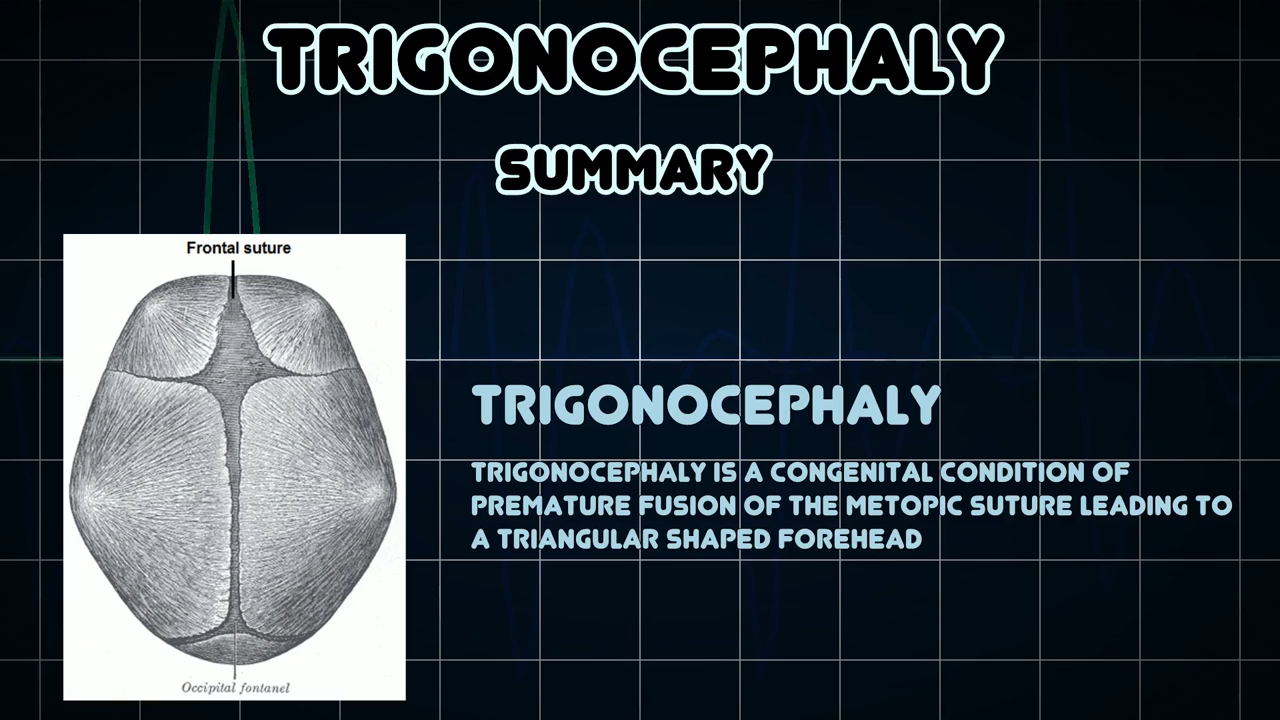 TRIGONOCEPHALY
SUMMARY
Frontal suture
Occipital fontanel
TRIGONOCEPHALY
TRIGONOCEPHALY IS A CONGENITAL CONDITION OF
PREMATURE FUSION OF THE METOPIC SUTURE LEADING TO
A TRIANGULAR SHAPED FOREHEAD